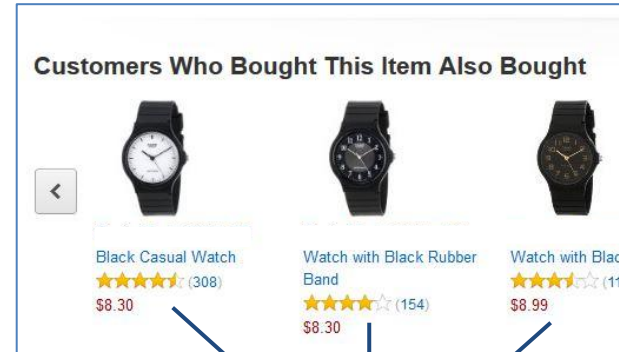 Customers Who Bought This Item Also Bought
Black Casual Watch
(308)
$8.30
Watch with Black Rubber
Band
(154)
$8.30
Watch with
$8.99